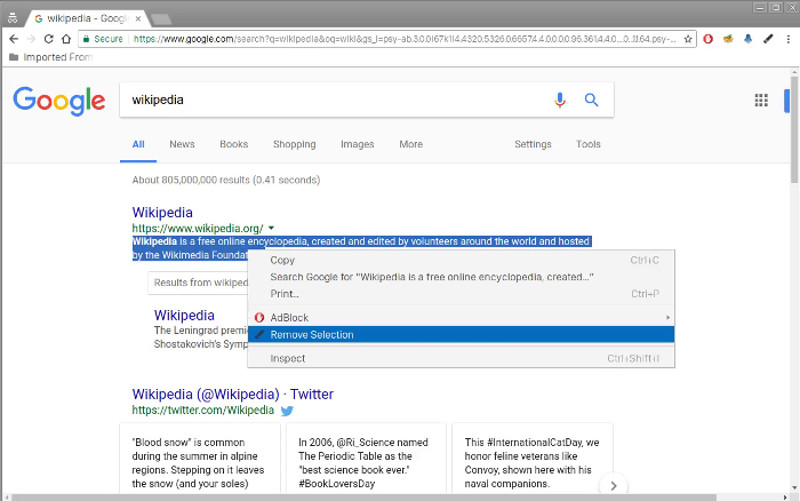 wikipedia - Goog
Secure https://www.google.com/search?q=wikipedia&oq=wiki&gs_l=psy-ab.3.0.0l67k1l4.4320.5326.0.6657.4.4.0.0.0.0.95.361.4.4.0...0...1.1.64.psy-...
Imported From
Google
wikipedia
All News Books Shopping Images More Settings Tools
About 805,000,000 results (0.41 seconds)
Wikipedia
https://www.wikipedia.org/
Wikipedia is a free online encyclopedia, created and edited by volunteers around the world and hosted
by the Wikimedia Foundat
Copy Ctrl+C
Search Google for "Wikipedia is a free online encyclopedia, created..."
Results from wikiped
Print... Ctrl+P
Wikipedia
AdBlock
The Leningrad premi
Remove Selection
Shostakovich's Symp
Inspect Ctrl+Shift+I
Wikipedia (@Wikipedia) · Twitter
https://twitter.com/Wikipedia
"Blood snow" is common
during the summer in alpine
regions. Stepping on it leaves
the snow (and your soles)
In 2006, @Ri_Science named
The Periodic Table as the
"best science book ever."
#BookLoversDay
This #InternationalCatDay, we
honor feline veterans like
Convoy, shown here with his
naval companions.